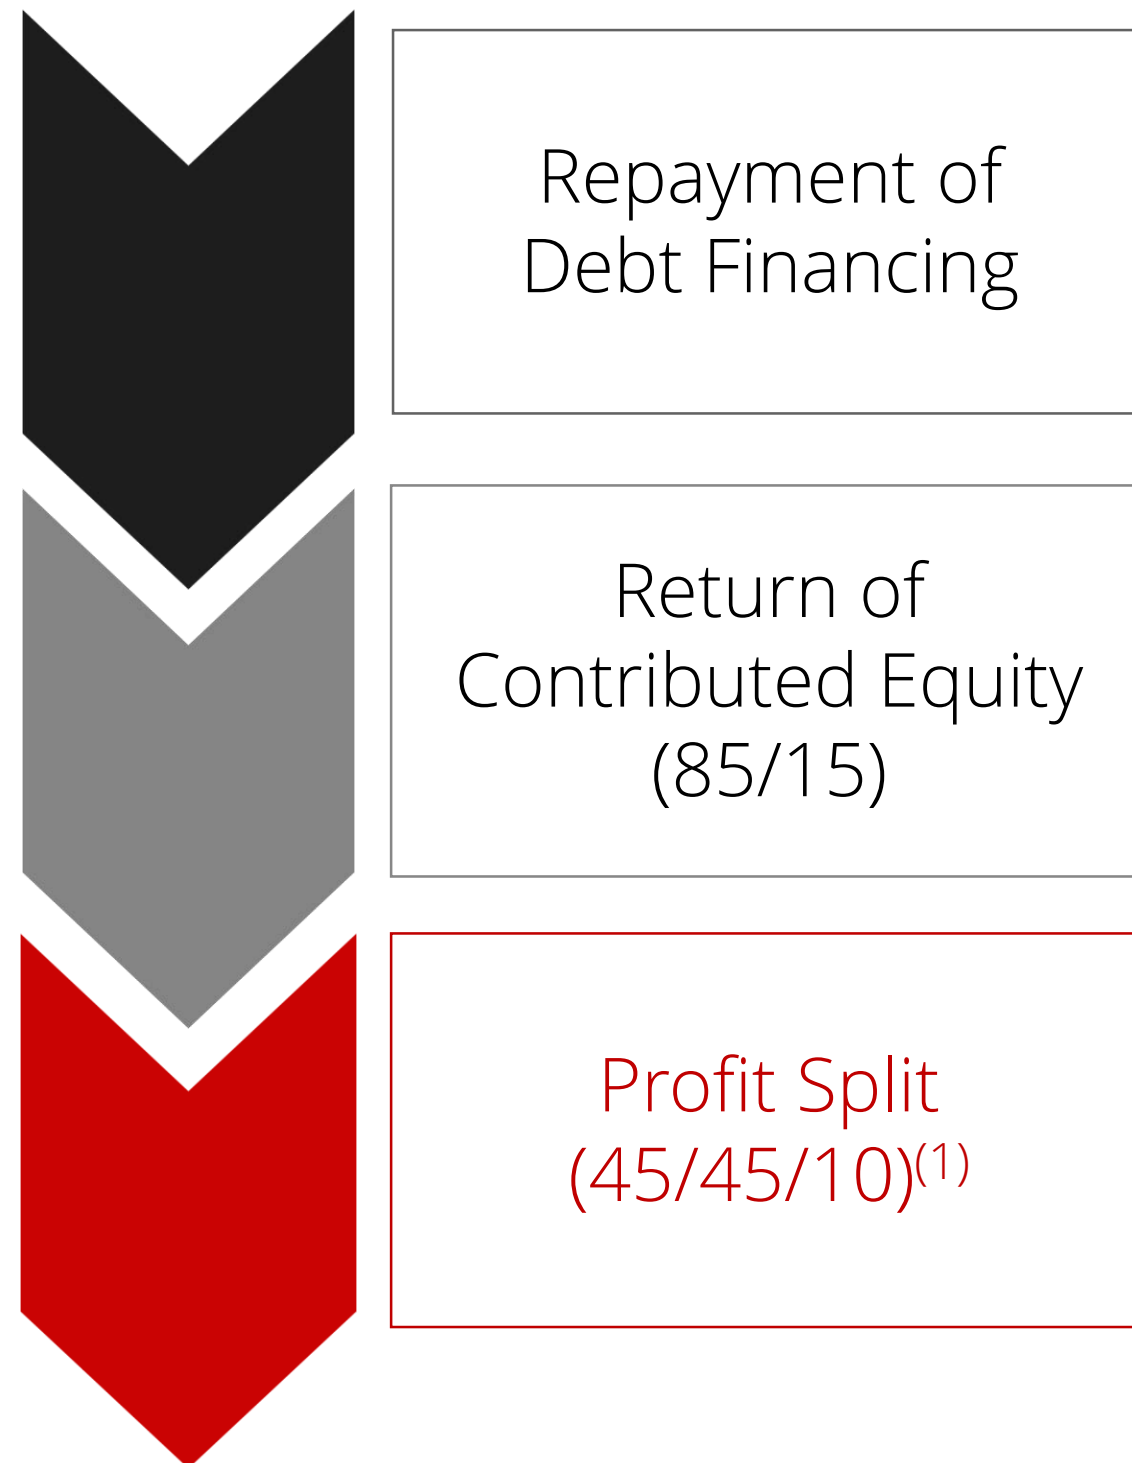 Repayment of
Debt Financing
Return of
Contributed Equity
(85/15)
Profit Split
(45/45/10)(1)